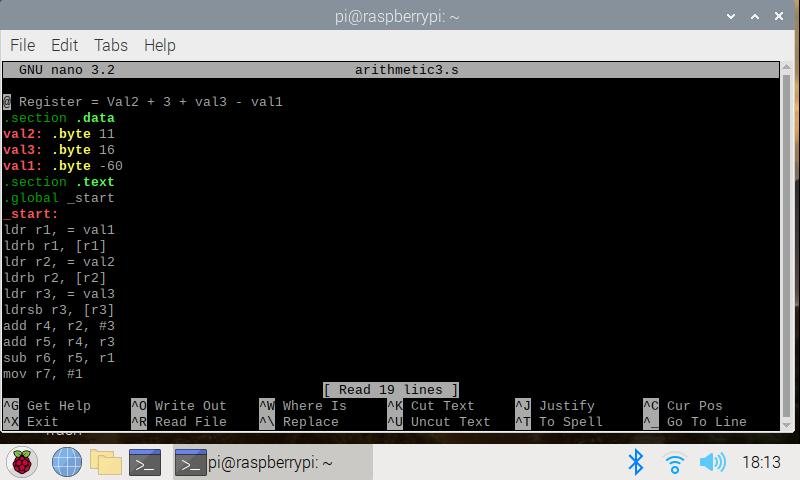 pi@raspberrypi: ~
File Edit Tabs Help
GNU nano 3.2 arithmetic3.s
@ Register = Val2 + 3 + val3 - val1
.section .data
val2: .byte 11
val3: .byte 16
val1: .byte -60
.section .text
.global _start
_start:
ldr r1, = val1
ldrb r1, [r1]
ldr r2, = val2
ldrb r2, [r2]
ldr r3, = val3
ldrsb r3, [r3]
add r4, r2, #3
add r5, r4, r3
sub r6, r5, r1
mov r7, #1
[ Read 19 lines ]
^G Get Help ^O Write Out ^W Where Is ^K Cut Text ^J Justify ^C Cur Pos
^X Exit ^R Read File ^\ Replace ^U Uncut Text ^T To Spell ^_ Go To Line
pi@raspberrypi: ~ 18:13